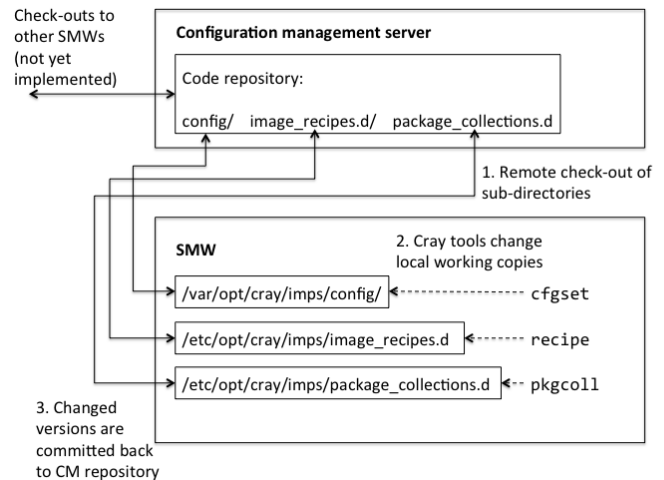 Check-outs to
other SMWs
(not yet
implemented)
Configuration management server
Code repository:
config/ image_recipes.d/ package_collections.d
1. Remote check-out of
sub-directories
SMW
2. Cray tools change
local working copies
/var/opt/cray/imps/config/
cfgset
/etc/opt/cray/imps/image_recipes.d
recipe
/etc/opt/cray/imps/package_collections.d
pkgcoll
3. Changed
versions are
committed back
to CM repository